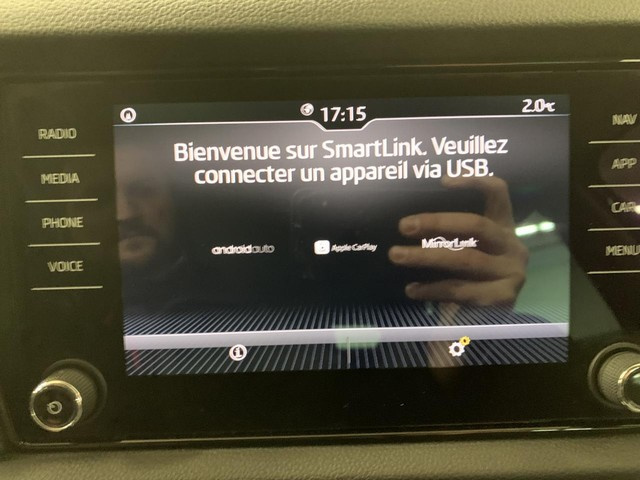 17:15
2.0℃
Bienvenue sur SmartLink. Veuillez
connecter un appareil via USB.
androidauto
Apple CarPlay
MirrorLink
RADIO
MEDIA
PHONE
VOICE
NAV
APP
CAR
MENU